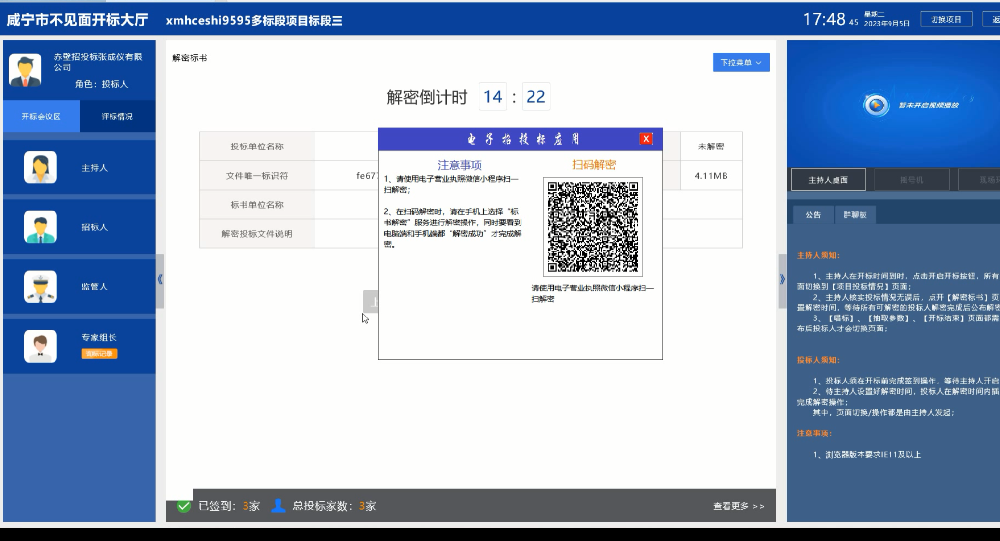 咸宁市不见面开标大厅
xmhceshi9595多标段项目标段三
17:48 45
星期二
2023年9月5日
切换项目
返
赤壁招投标张成仪有限
公司
角色：投标人
开标会议区
评标情况
主持人
招标人
监管人
专家组长
询标记录
解密标书
下拉菜单
解密倒计时 14 : 22
投标单位名称
未解密
文件唯一标识符
fe677
4.11MB
标书单位名称
解密投标文件说明
上
电子招投标应用
X
注意事项
1、请使用电子营业执照微信小程序扫一
扫解密；
2、在扫码解密时，请在手机上选择“标
书解密”服务进行解密操作，同时要看到
电脑端和手机端都“解密成功”才完成解
密。
扫码解密
请使用电子营业执照微信小程序扫一
扫解密
已签到：3家
总投标家数：3家
查看更多 >>
暂未开启视频播放
主持人桌面
摇号机
现场环
公告
群聊板
主持人须知：
1、主持人在开标时间到时，点击开启开标按钮，所有
面切换到【项目投标情况】页面；
2、主持人核实投标情况无误后，点开【解密标书】页
置解密时间，等待所有可解密的投标人解密完成后公布解密
3、【唱标】、【抽取参数】、【开标结束】页面都需
布后投标人才会切换页面；
投标人须知：
1、投标人须在开标前完成签到操作，等待主持人开启
2、待主持人设置好解密时间，投标人在解密时间内插
完成解密操作；
其中，页面切换/操作都是由主持人发起；
注意事项：
1、浏览器版本要求IE11及以上